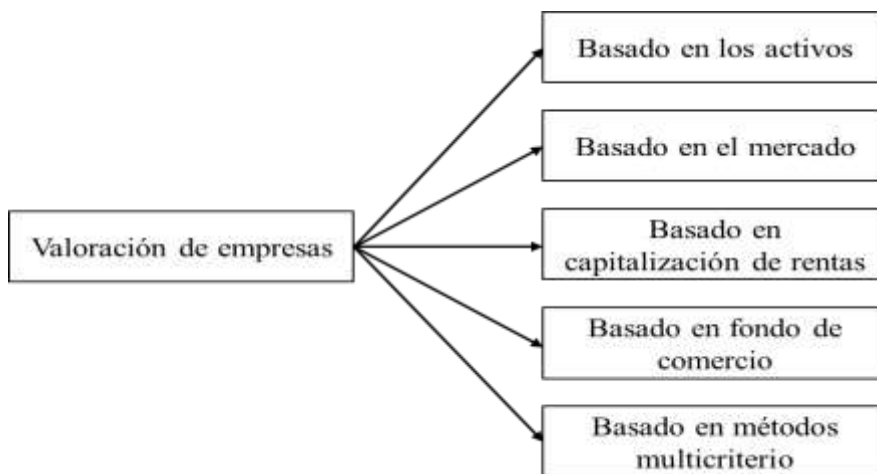 Valoración de empresas
Basado en los activos
Basado en el mercado
Basado en
capitalización de rentas
Basado en fondo de
comercio
Basado en métodos
multicriterio